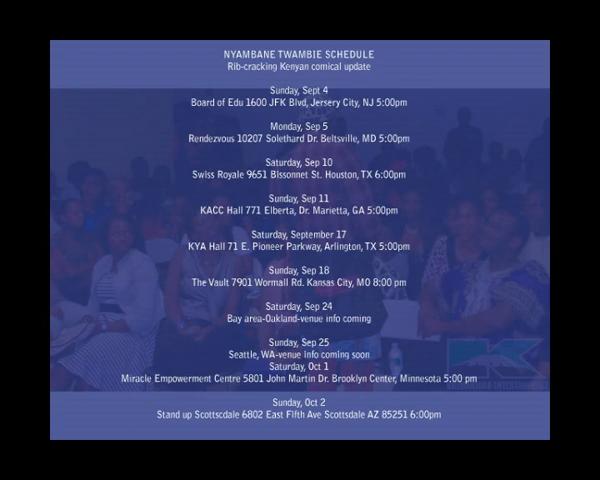 NYAMBANE TWAMBIE SCHEDULE
Rib-cracking Kenyan comical update
Sunday, Sept 4
Board of Edu 1600 JFK Blvd, Jersery City, NJ 5:00pm
Monday, Sep 5
Rendezvous 10207 Solethard Dr. Beltsville, MD 5:00pm
Saturday, Sep 10
Swiss Royale 9651 Bissonnet St. Houston, TX 6:00pm
Sunday, Sep 11
KACC Hall 771 Elberta, Dr. Marietta, GA 5:00pm
Saturday, September 17
KYA Hall 71 E. Pioneer Parkway, Arlington, TX 5:00pm
Sunday, Sep 18
The Vault 7901 Wormall Rd. Kansas City, MO 8:00 pm
Saturday, Sep 24
Bay area-Oakland-venue info coming
Sunday, Sep 25
Seattle, WA-venue info coming soon
Saturday, Oct 1
Miracle Empowerment Centre 5801 John Martin Dr. Brooklyn Center, Minnesota 5:00 pm
Sunday, Oct 2
Stand up Scottscdale 6802 East Fifth Ave Scottsdale AZ 85251 6:00pm